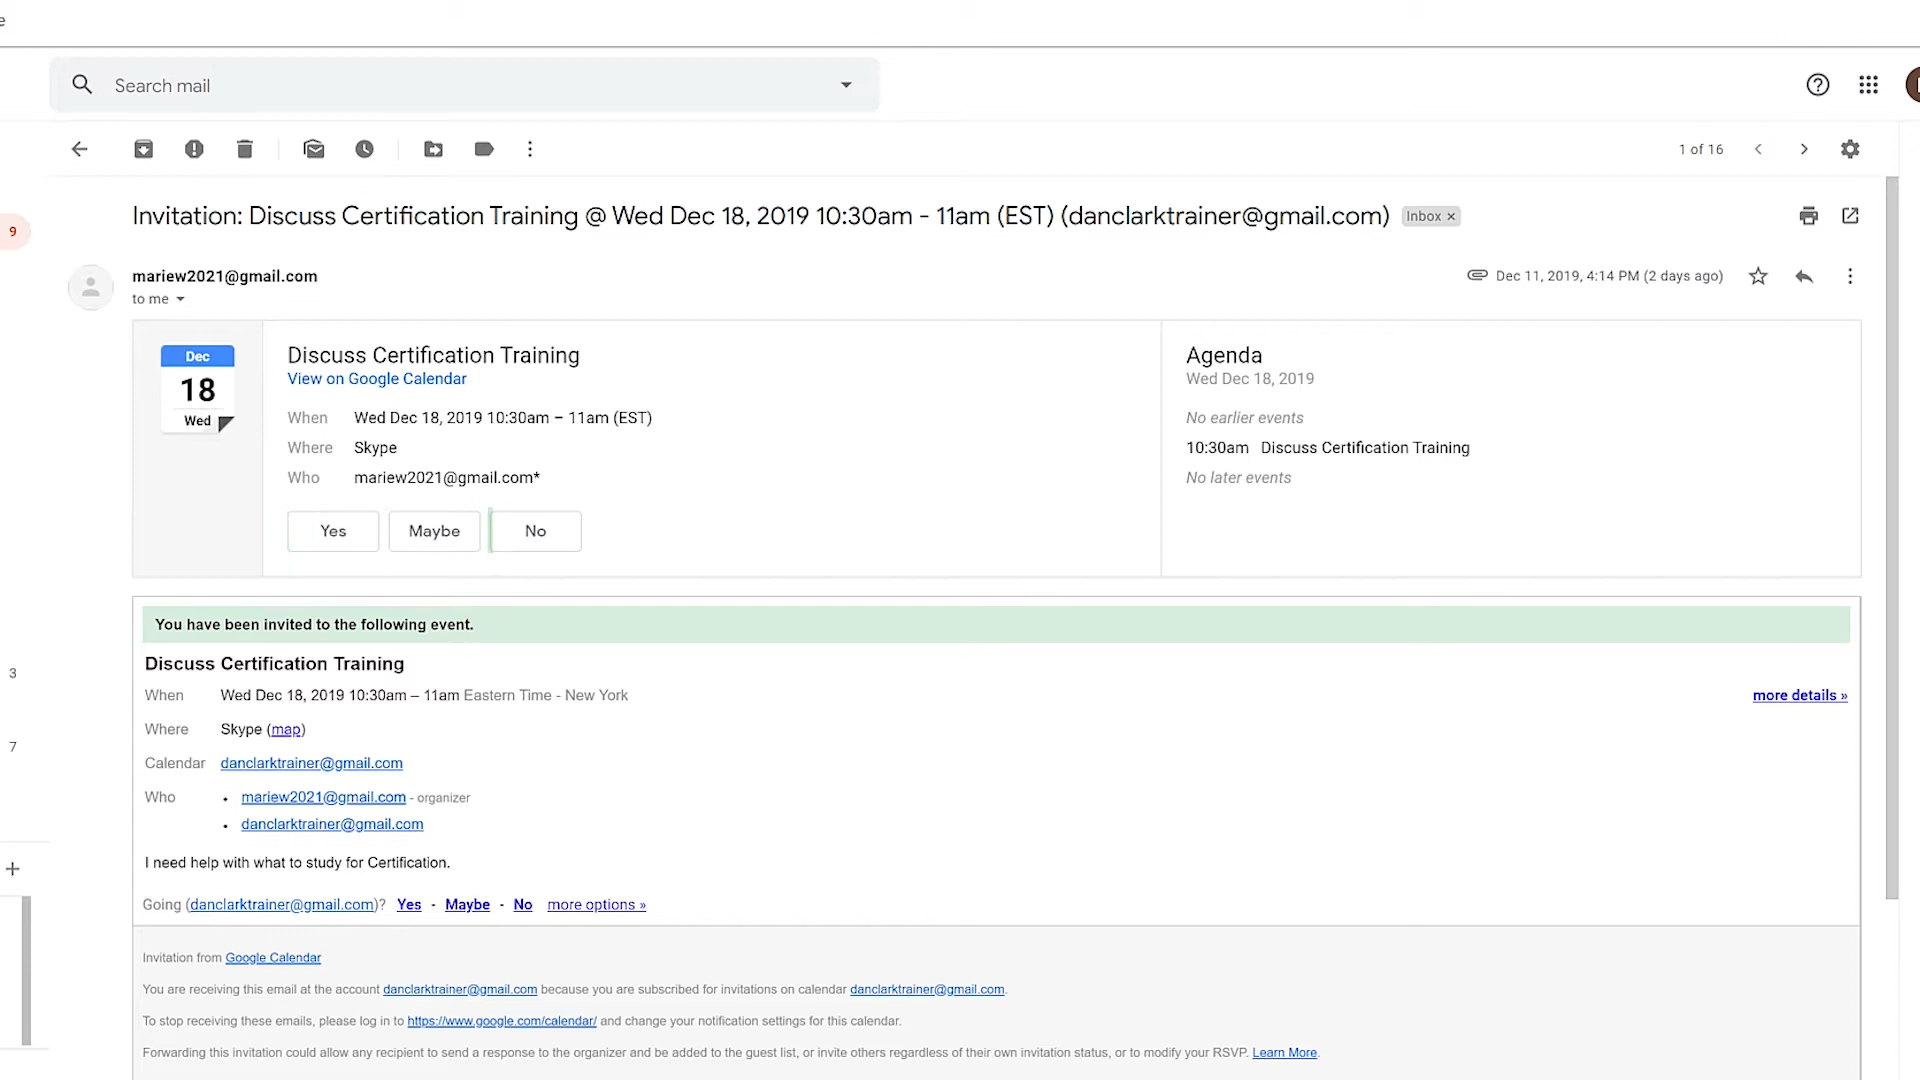 e
Search mail
1 of 16
Invitation: Discuss Certification Training @ Wed Dec 18, 2019 10:30am - 11am (EST) (danclarktrainer@gmail.com) Inbox ×
9
mariew2021@gmail.com
Dec 11, 2019, 4:14 PM (2 days ago)
to me
Dec
18
Wed
Discuss Certification Training
View on Google Calendar
When Wed Dec 18, 2019 10:30am – 11am (EST)
Where Skype
Who mariew2021@gmail.com*
Yes Maybe No
Agenda
Wed Dec 18, 2019
No earlier events
10:30am Discuss Certification Training
No later events
You have been invited to the following event.
Discuss Certification Training
When Wed Dec 18, 2019 10:30am – 11am Eastern Time - New York
more details »
Where Skype (map)
Calendar danclarktrainer@gmail.com
Who • mariew2021@gmail.com - organizer
• danclarktrainer@gmail.com
I need help with what to study for Certification.
Going (danclarktrainer@gmail.com)? Yes - Maybe - No more options »
3
7
Invitation from Google Calendar
You are receiving this email at the account danclarktrainer@gmail.com because you are subscribed for invitations on calendar danclarktrainer@gmail.com.
To stop receiving these emails, please log in to https://www.google.com/calendar/ and change your notification settings for this calendar.
Forwarding this invitation could allow any recipient to send a response to the organizer and be added to the guest list, or invite others regardless of their own invitation status, or to modify your RSVP. Learn More.